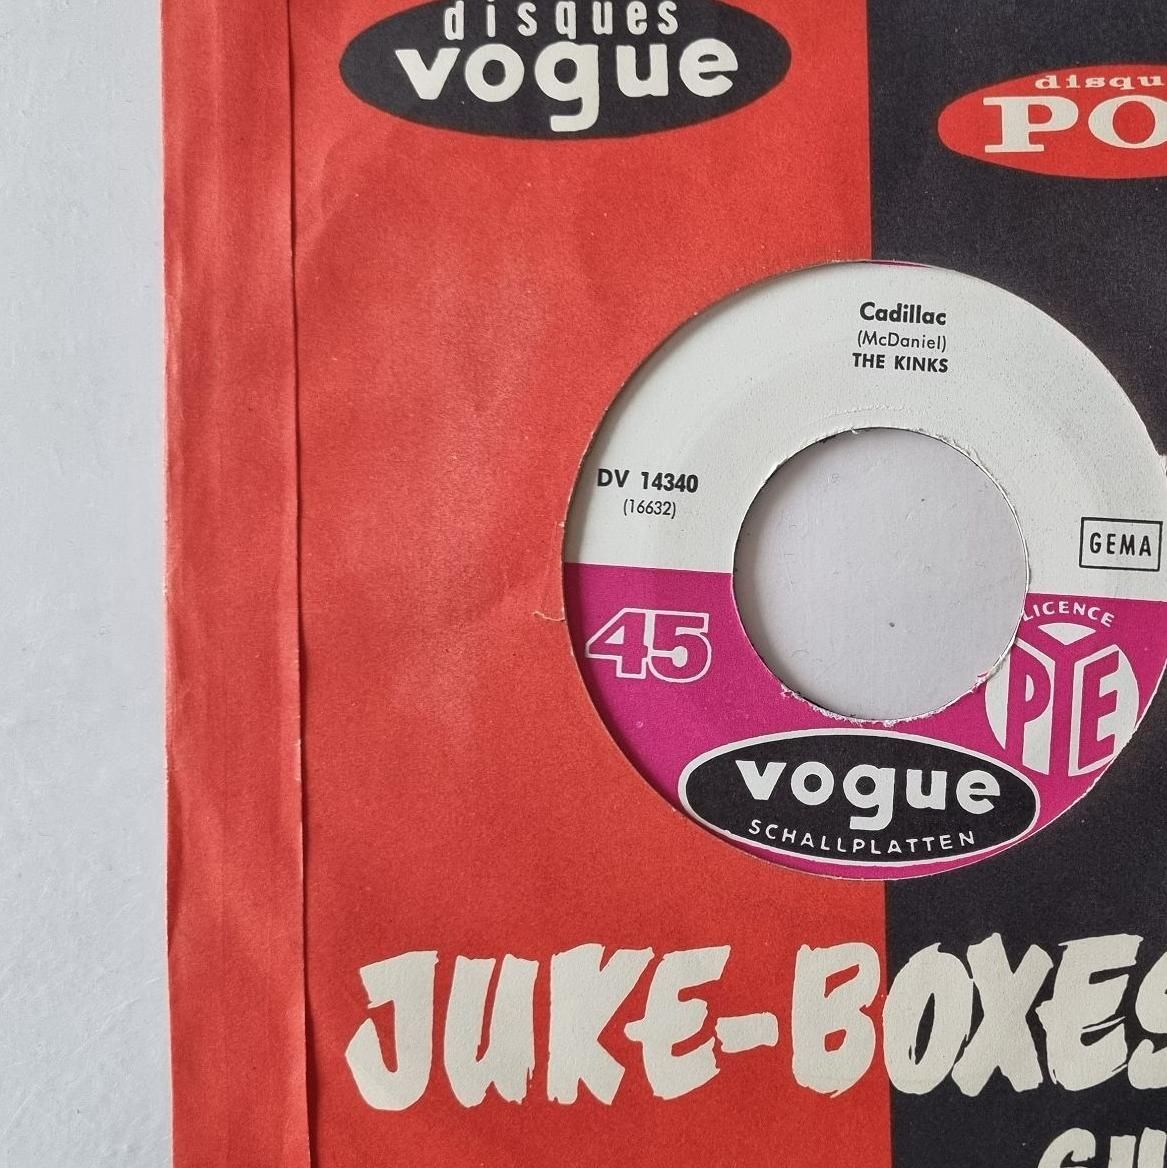 disques
vogue
disqu
PO
Cadillac
(McDaniel)
THE KINKS
DV 14340
(16632)
GEMA
45
LICENCE
PYE
vogue
SCHALLPLATTEN
JUKE-BOXES